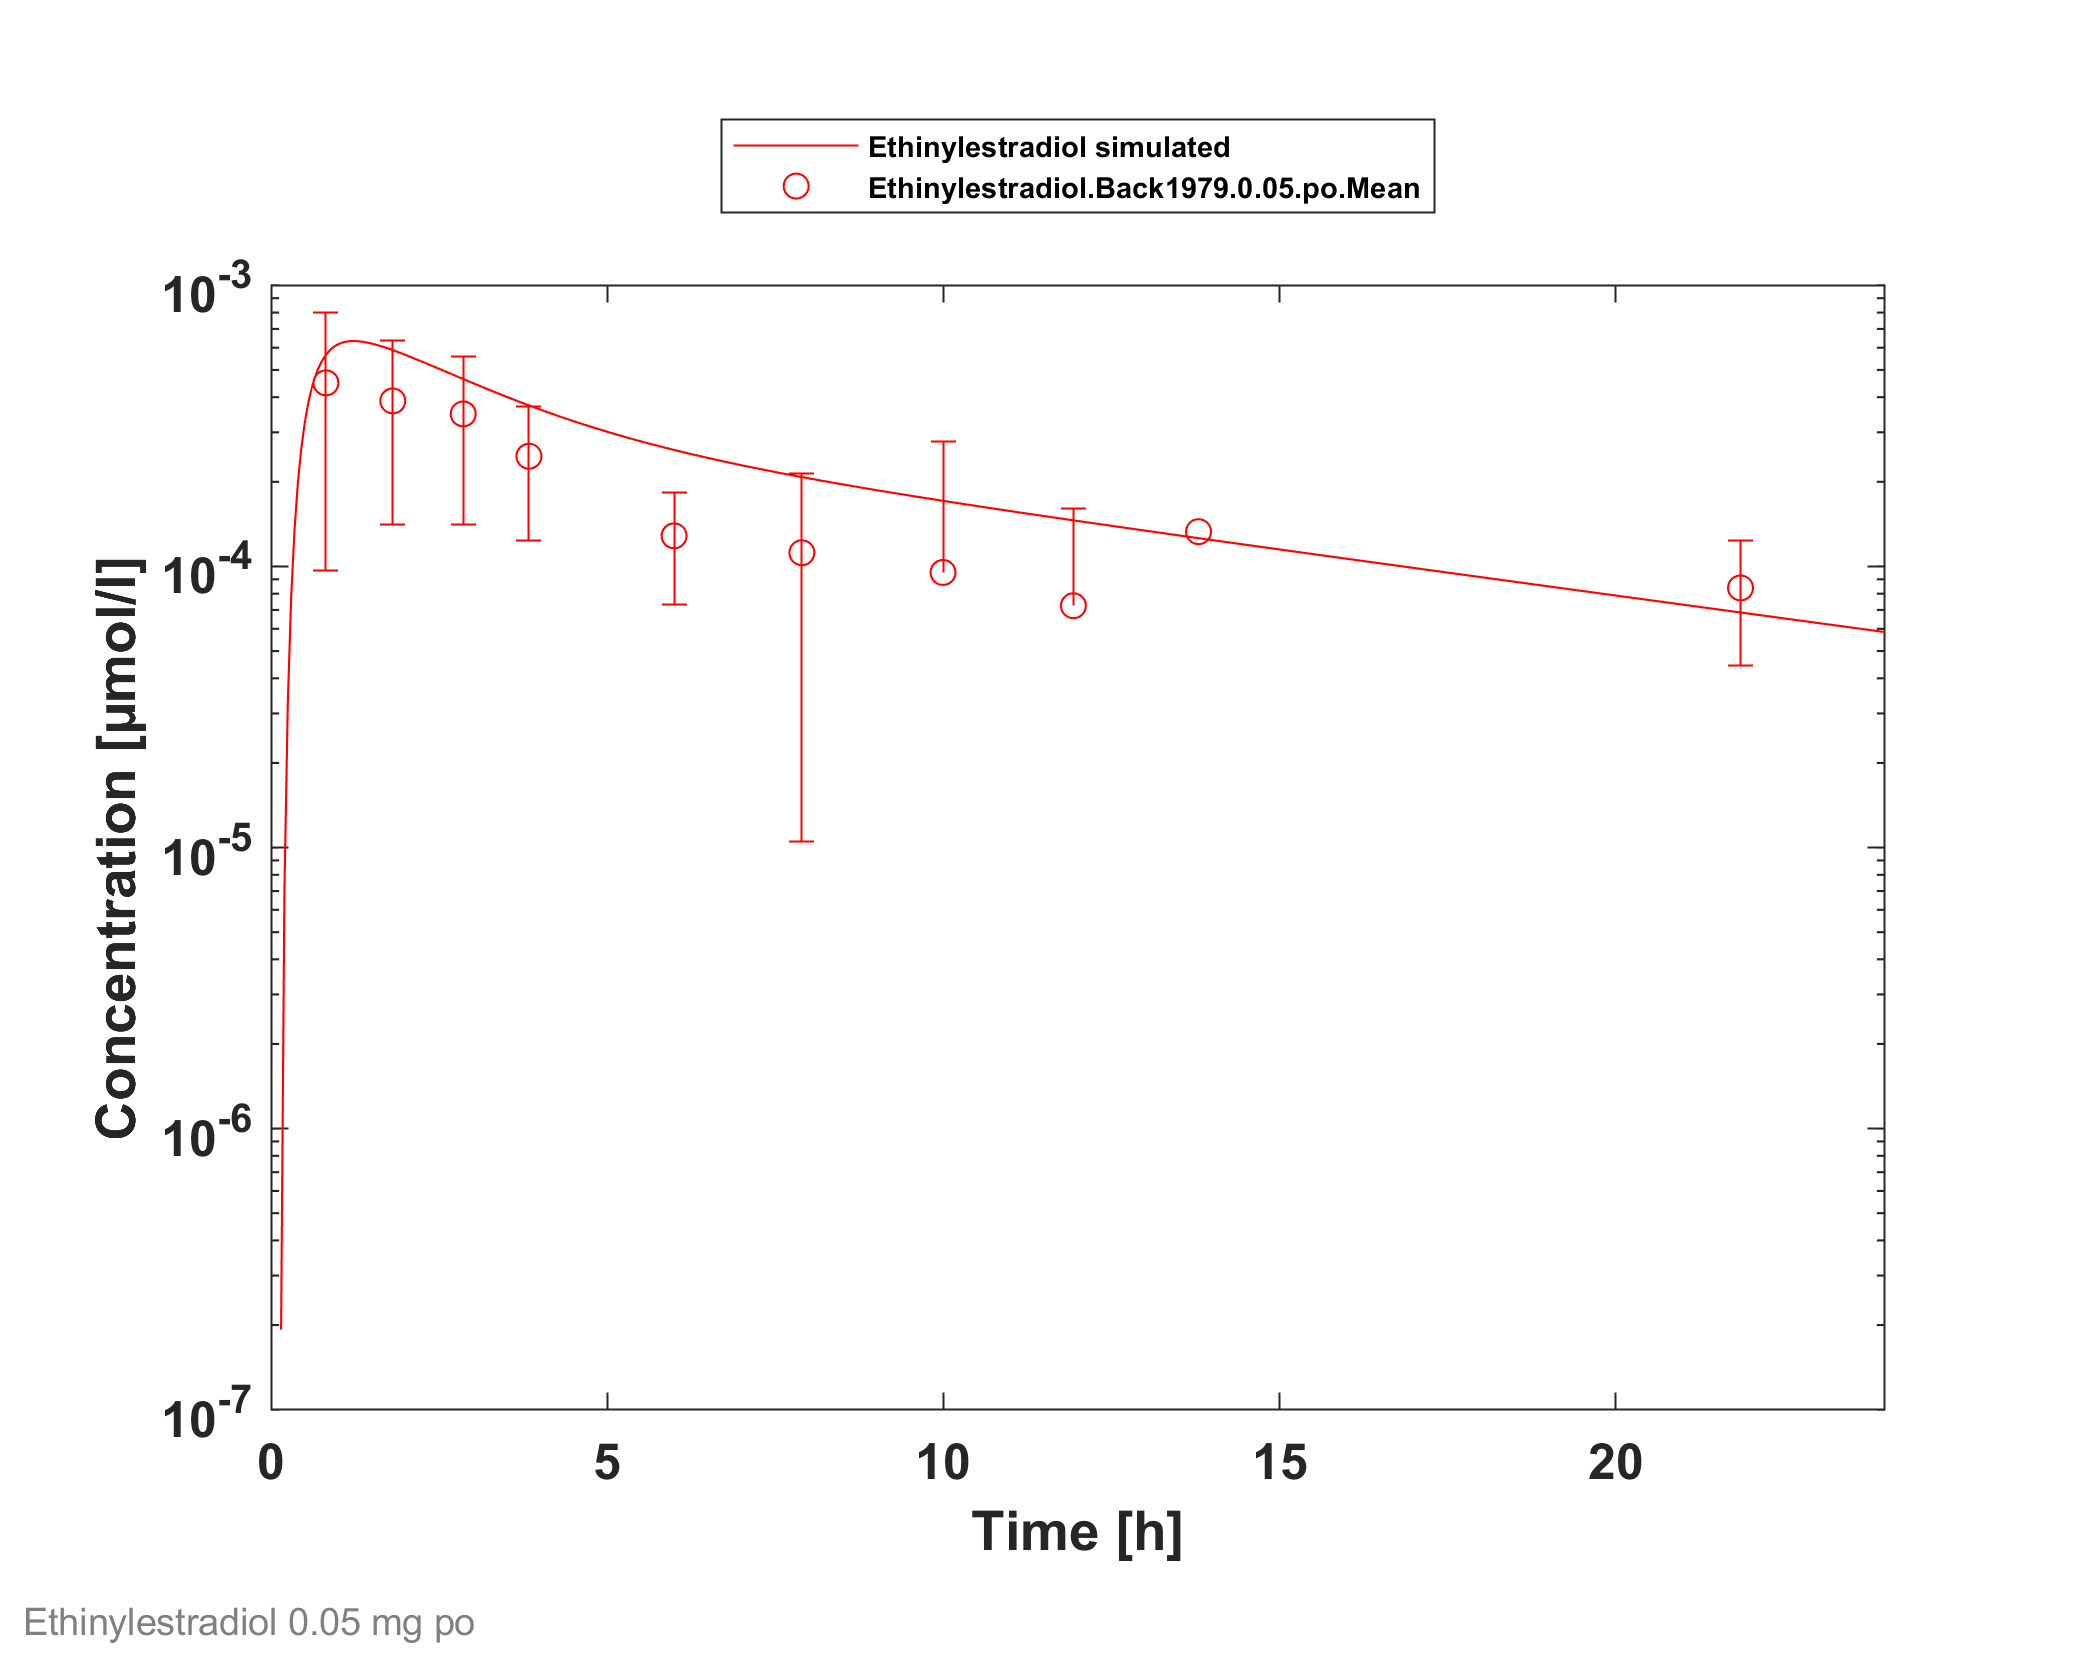 Ethinylestradiol simulated
Ethinylestradiol.Back1979.0.05.po.Mean
10-3
10-4
10-5
10-6
10-7
Concentration [µmol/l]
0 5 10 15 20
Time [h]
Ethinylestradiol 0.05 mg po